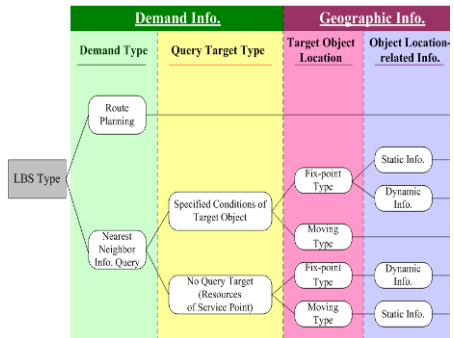 Demand Info.
Geographic Info.
Demand Type
Query Target Type
Target Object
Location
Object Location-
related Info.
Route
Planning
LBS Type
Nearest
Neighbor
Info. Query
Specified Conditions of
Target Object
No Query Target
(Resources
of Service Point)
Fix-point
Type
Moving
Type
Fix-point
Type
Moving
Type
Static Info.
Dynamic
Info.
Dynamic
Info.
Static Info.